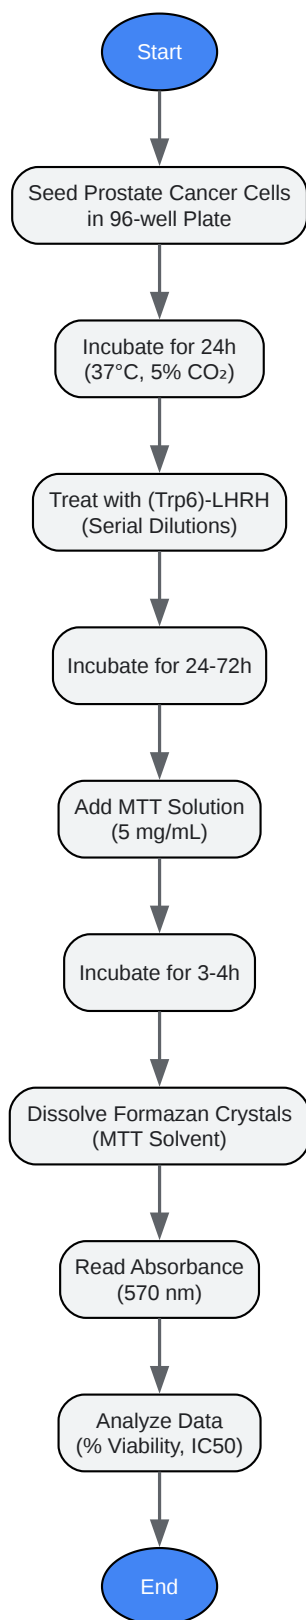 Start
Seed Prostate Cancer Cells
in 96-well Plate
Incubate for 24h
(37°C, 5% CO₂)
Treat with (Trp6)-LHRH
(Serial Dilutions)
Incubate for 24-72h
Add MTT Solution
(5 mg/mL)
Incubate for 3-4h
Dissolve Formazan Crystals
(MTT Solvent)
Read Absorbance
(570 nm)
Analyze Data
(% Viability, IC50)
End